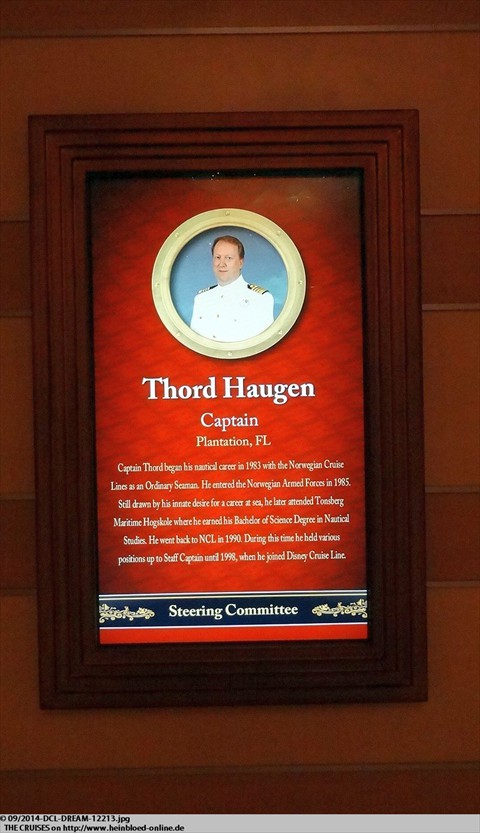 Thord Haugen
Captain
Plantation, FL
Captain Thord began his nautical career in 1983 with the Norwegian Cruise
Lines as an Ordinary Seaman. He entered the Norwegian Armed Forces in 1985.
Still drawn by his innate desire for a career at sea, he later attended Tonsberg
Maritime Hogskole where he earned his Bachelor of Science Degree in Nautical
Studies. He went back to NCL in 1990. During this time he held various
positions up to Staff Captain until 1998, when he joined Disney Cruise Line.
Steering Committee
© 09/2014-DCL-DREAM-12213.jpg
THE CRUISES on http://www.heinbloed-online.de